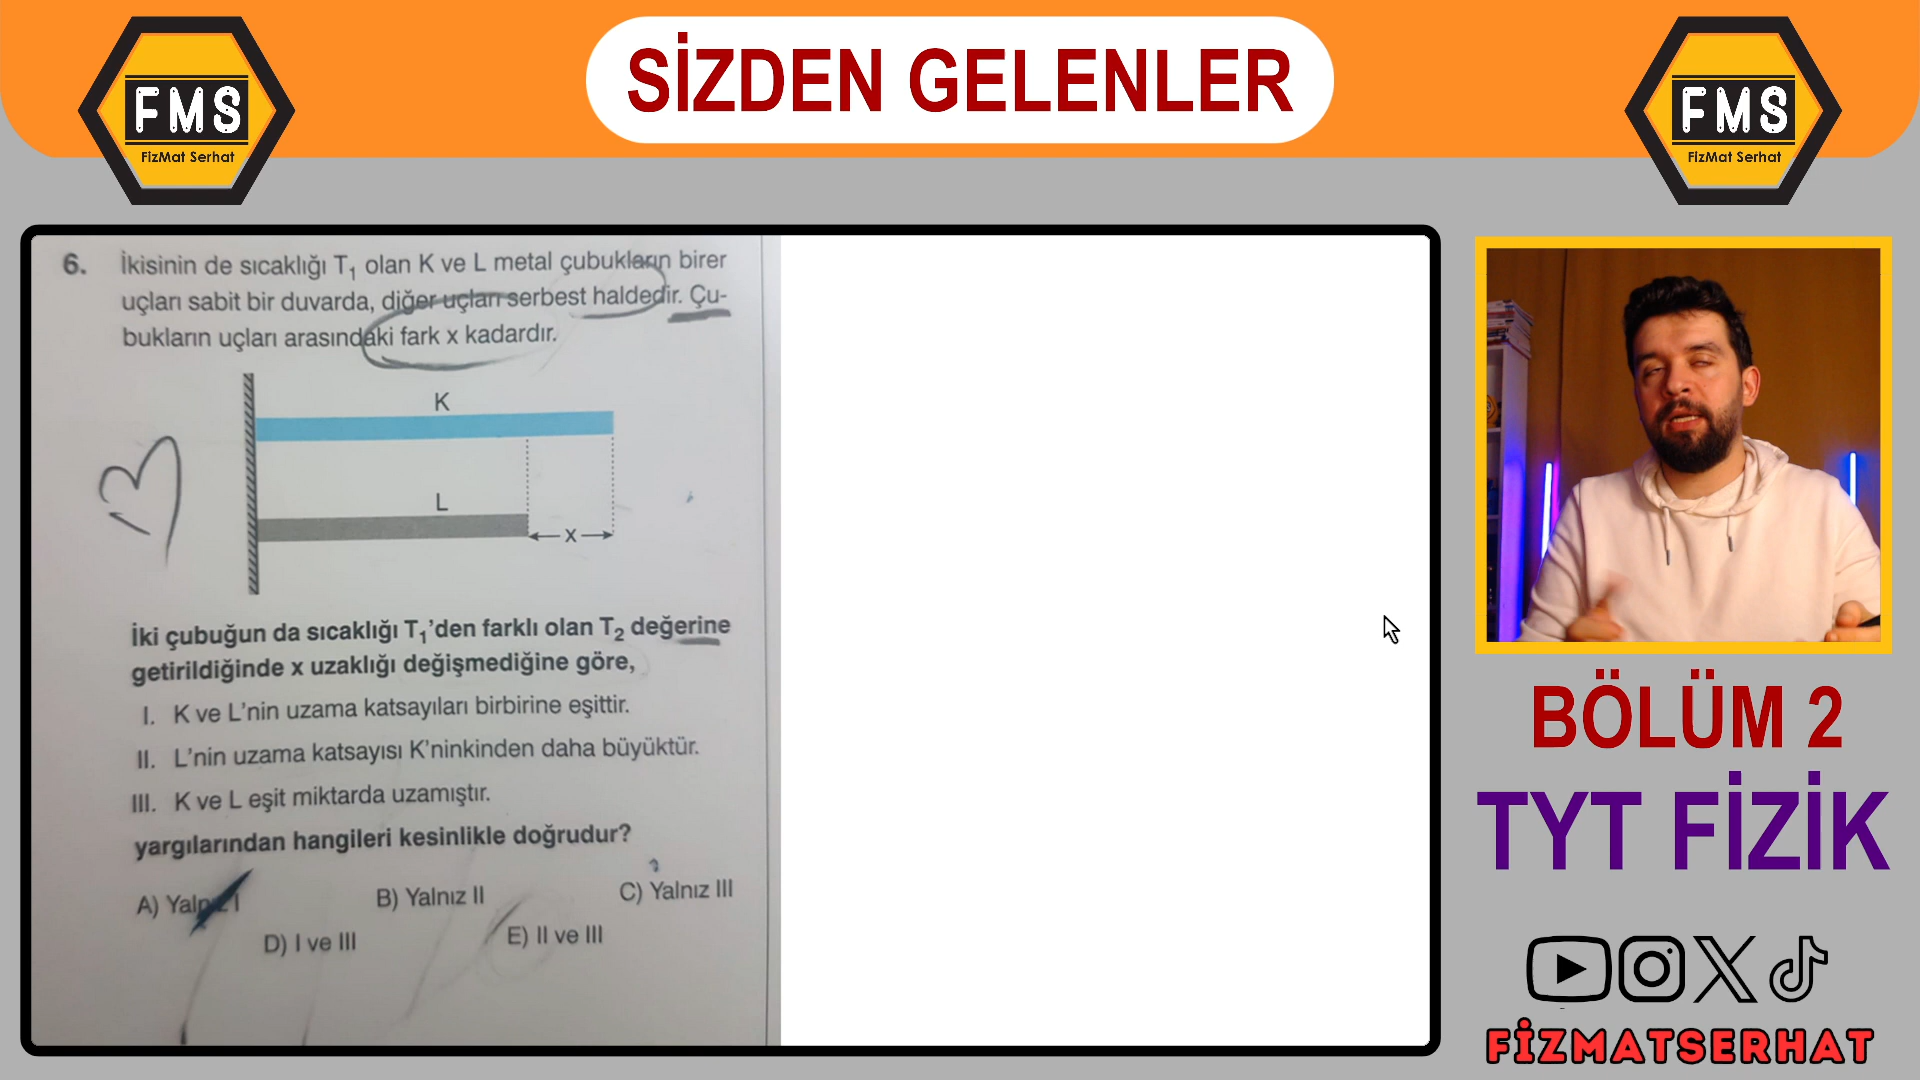 SİZDEN GELENLER
FMS
FizMat Serhat
FMS
FizMat Serhat
6. İkisinin de sıcaklığı T₁ olan K ve L metal çubukların birer
uçları sabit bir duvarda, diğer uçları serbest haldedir. Çu-
bukların uçları arasındaki fark x kadardır.
K
L
x
İki çubuğun da sıcaklığı T₁'den farklı olan T₂ değerine
getirildiğinde x uzaklığı değişmediğine göre,
I. K ve L'nin uzama katsayıları birbirine eşittir.
II. L'nin uzama katsayısı K'ninkinden daha büyüktür.
III. K ve L eşit miktarda uzamıştır.
yargılarından hangileri kesinlikle doğrudur?
A) Yalnız I
B) Yalnız II
C) Yalnız III
D) I ve III
E) II ve III
BÖLÜM 2
TYT FİZİK
FİZMATSERHAT